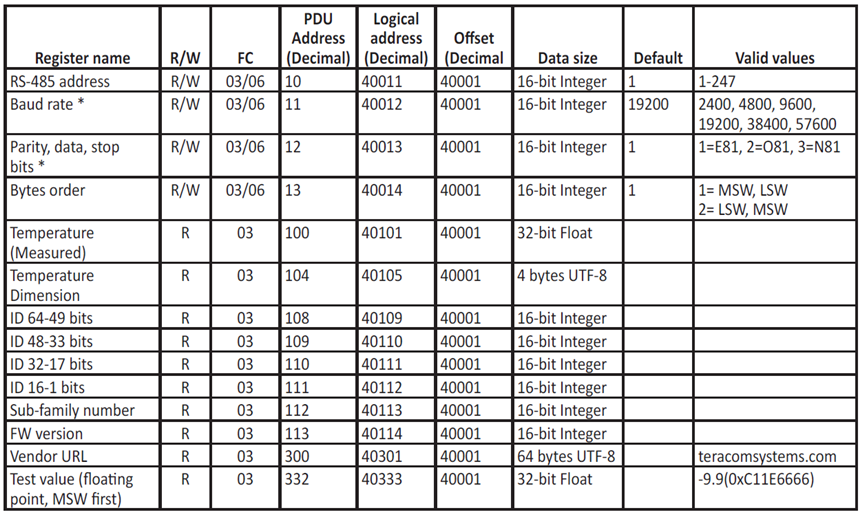 Register name R/W FC PDU Address (Decimal) Logical address (Decimal) Offset (Decimal Data size Default Valid values
RS-485 address R/W 03/06 10 40011 40001 16-bit Integer 1 1-247
Baud rate * R/W 03/06 11 40012 40001 16-bit Integer 19200 2400, 4800, 9600,
19200, 38400, 57600
Parity, data, stop R/W 03/06 12 40013 40001 16-bit Integer 1 1=E81, 2=O81, 3=N81
bits *
Bytes order R/W 03/06 13 40014 40001 16-bit Integer 1 1= MSW, LSW
2= LSW, MSW
Temperature R 03 100 40101 40001 32-bit Float
(Measured)
Temperature R 03 104 40105 40001 4 bytes UTF-8
Dimension
ID 64-49 bits R 03 108 40109 40001 16-bit Integer
ID 48-33 bits R 03 109 40110 40001 16-bit Integer
ID 32-17 bits R 03 110 40111 40001 16-bit Integer
ID 16-1 bits R 03 111 40112 40001 16-bit Integer
Sub-family number R 03 112 40113 40001 16-bit Integer
FW version R 03 113 40114 40001 16-bit Integer
Vendor URL R 03 300 40301 40001 64 bytes UTF-8 teracomsystems.com
Test value (floating R 03 332 40333 40001 32-bit Float -9.9(0xC11E6666)
point, MSW first)